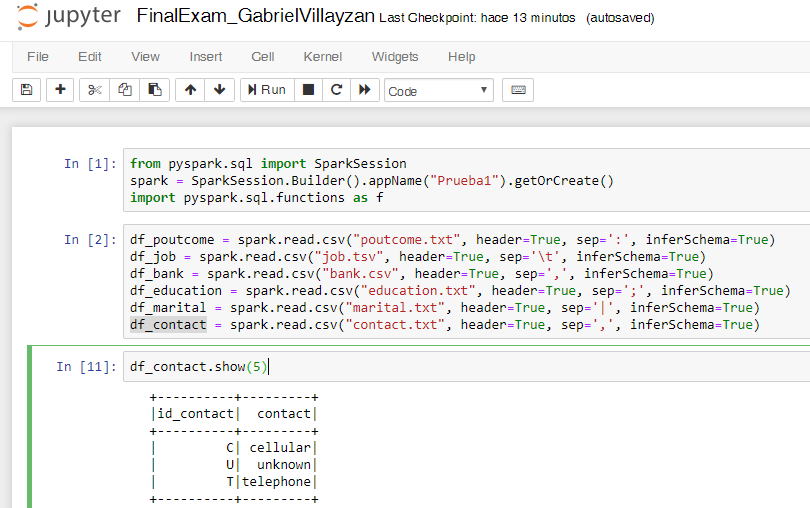 jupyter FinalExam_GabrielVillayzan Last Checkpoint: hace 13 minutos (autosaved)
File Edit View Insert Cell Kernel Widgets Help
Run Code
In [1]: from pyspark.sql import SparkSession
spark = SparkSession.Builder().appName("Prueba1").getOrCreate()
import pyspark.sql.functions as f
In [2]: df_poutcome = spark.read.csv("poutcome.txt", header=True, sep=':', inferSchema=True)
df_job = spark.read.csv("job.tsv", header=True, sep='\t', inferSchema=True)
df_bank = spark.read.csv("bank.csv", header=True, sep=',', inferSchema=True)
df_education = spark.read.csv("education.txt", header=True, sep=';', inferSchema=True)
df_marital = spark.read.csv("marital.txt", header=True, sep='|', inferSchema=True)
df_contact = spark.read.csv("contact.txt", header=True, sep=',', inferSchema=True)
In [11]: df_contact.show(5)
+----------+---------+
|id_contact|  contact|
+----------+---------+
|         C| cellular|
|         U|  unknown|
|         T|telephone|
+----------+---------+